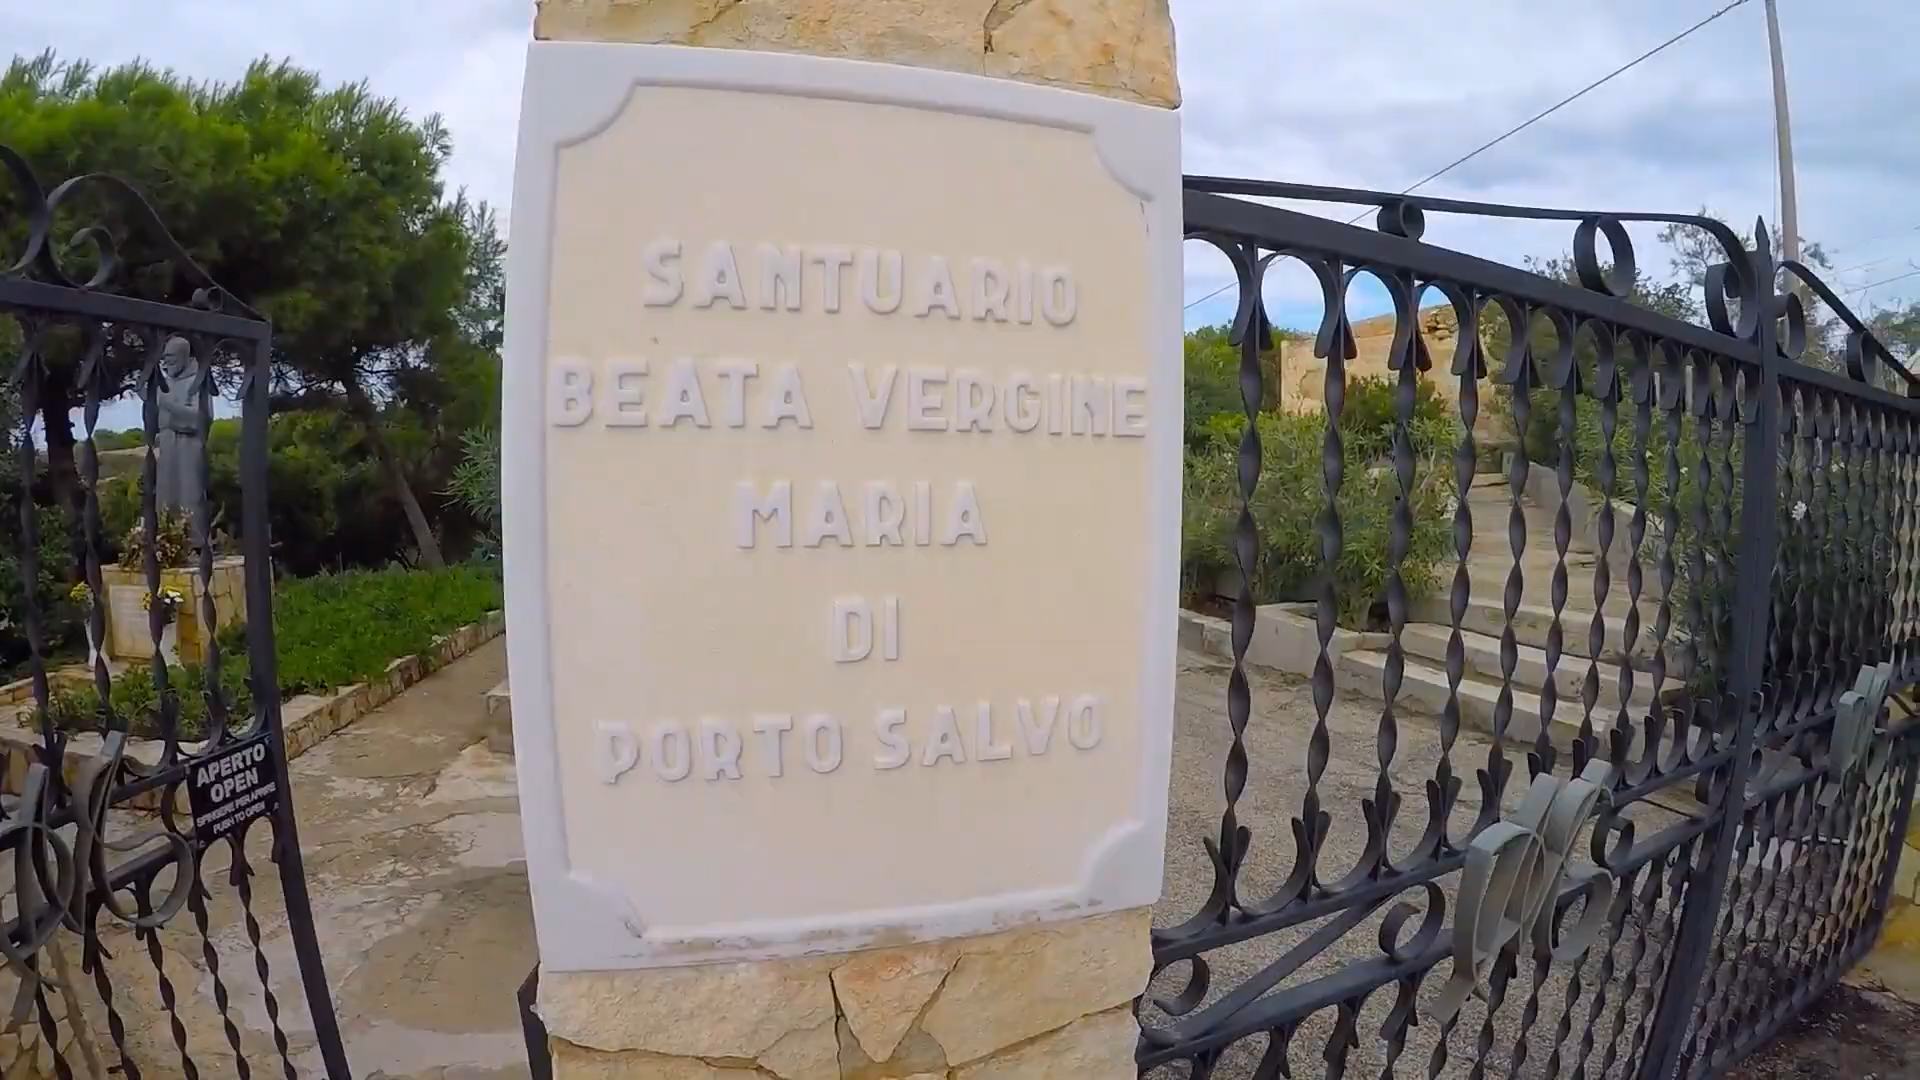 SANTUARIO
BEATA VERGINE
MARIA
DI
PORTO SALVO
APERTO
OPEN
SPINGERE PER APRIRE
PUSH TO OPEN